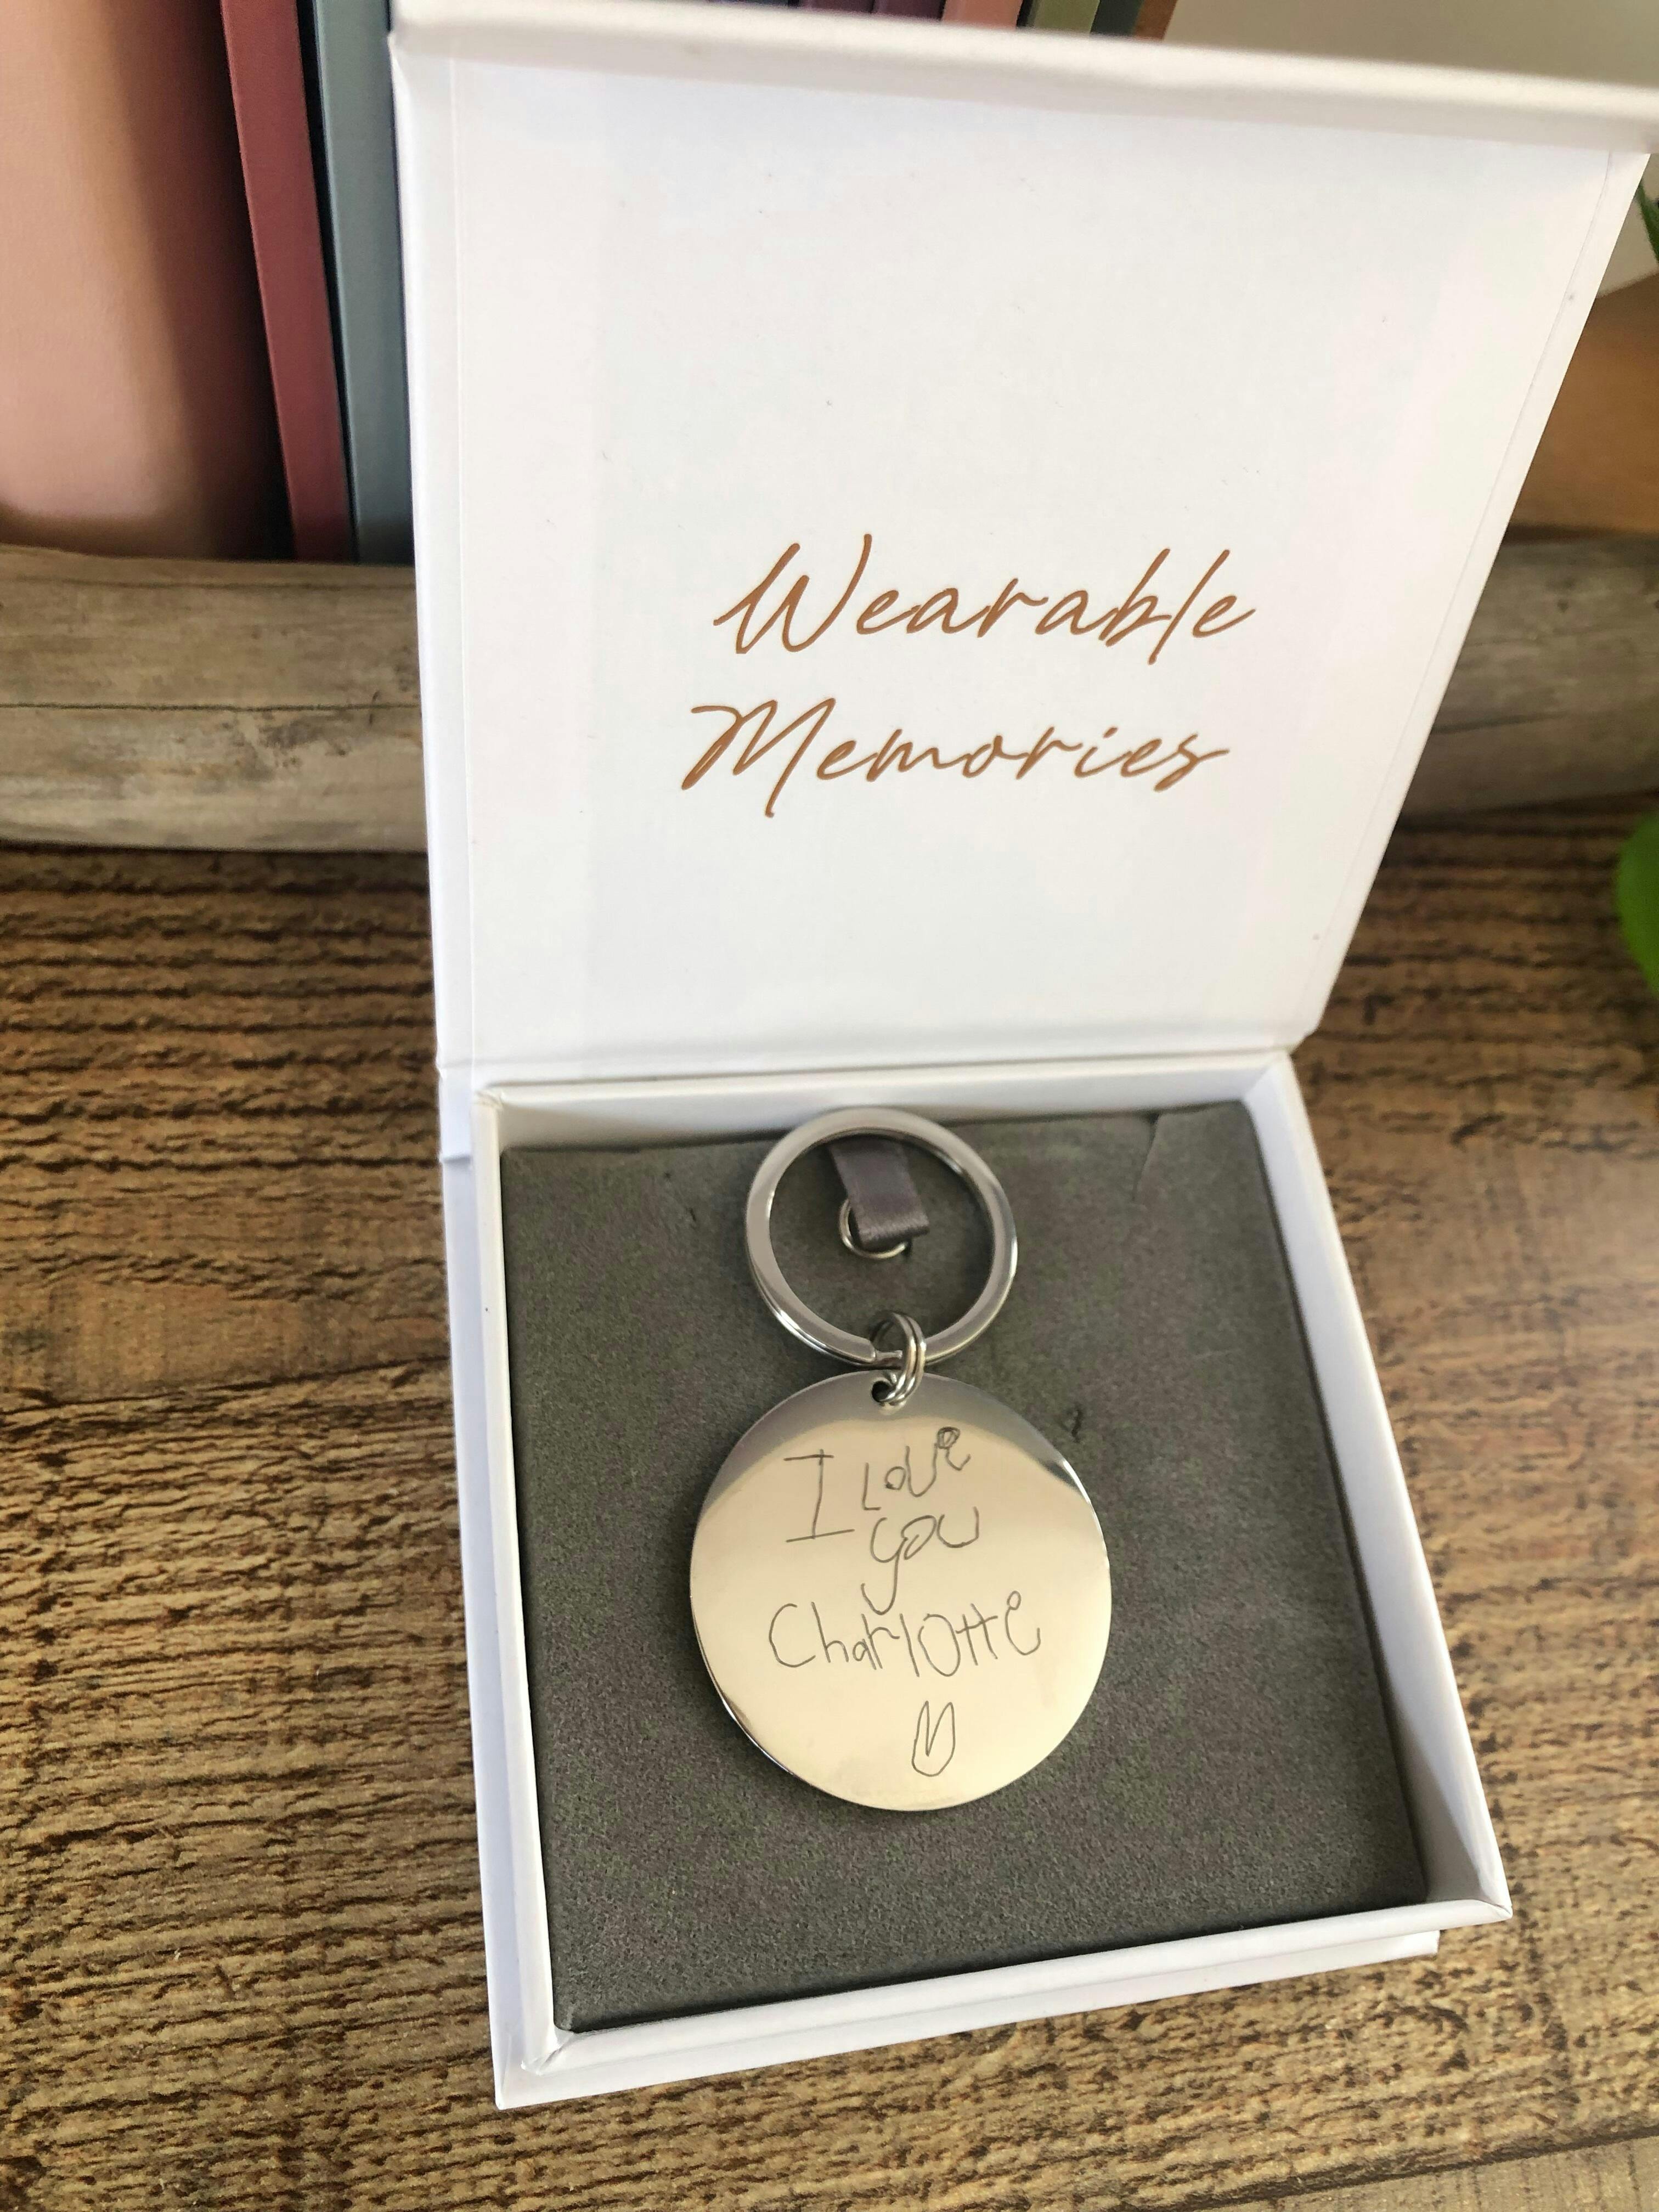 Wearable
Memories
I Love
you
Charlotte